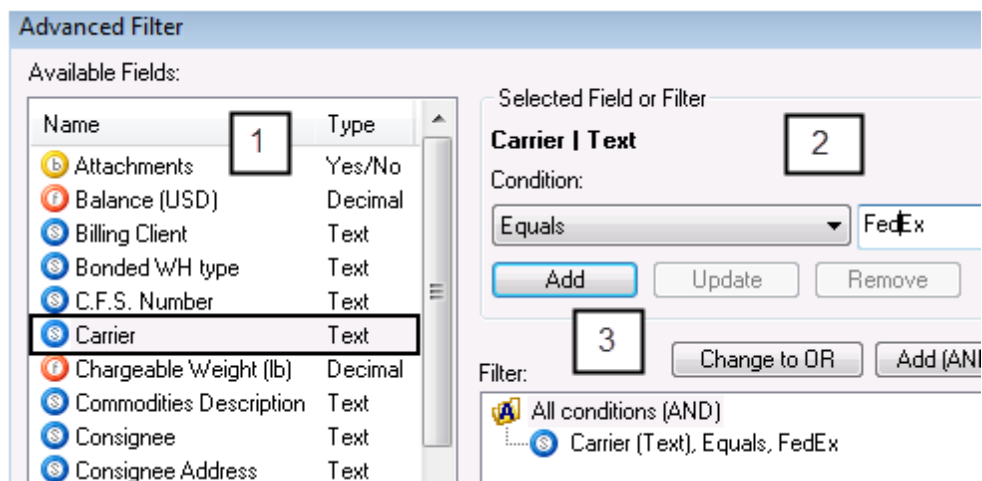 Advanced Filter
Available Fields:
Name Type
1
b Attachments Yes/No
f Balance (USD) Decimal
S Billing Client Text
S Bonded WH type Text
S C.F.S. Number Text
S Carrier Text
f Chargeable Weight (lb) Decimal
S Commodities Description Text
S Consignee Text
S Consignee Address Text
Selected Field or Filter
Carrier | Text
2
Condition:
Equals FedEx
Add Update Remove
3
Change to OR Add (AN
Filter:
A All conditions (AND)
S Carrier (Text), Equals, FedEx